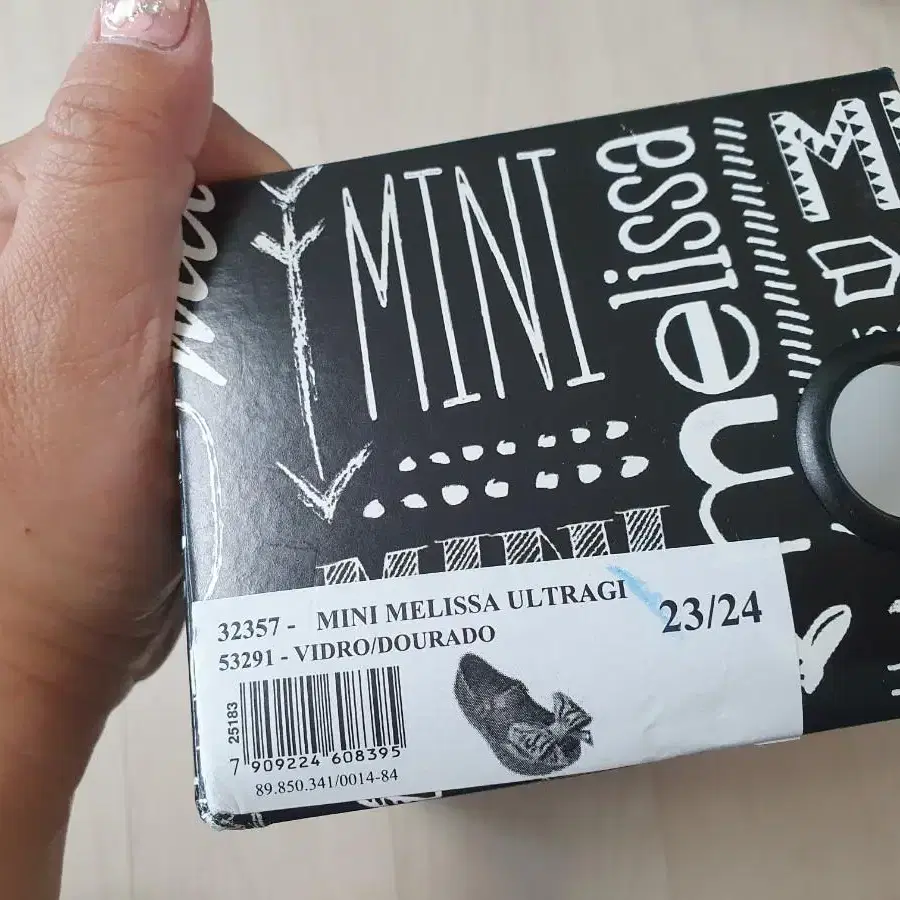 MINI
melissa
MINI
32357 - MINI MELISSA ULTRAGI
53291 - VIDRO/DOURADO
23/24
25183
7 909224 608395
89.850.341/0014-84